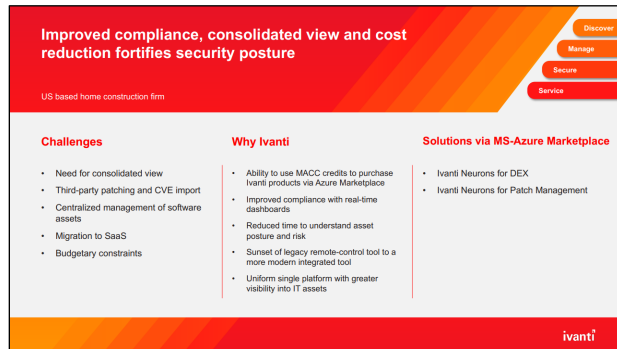 Improved compliance, consolidated view and cost
reduction fortifies security posture
US based home construction firm
Discover
Manage
Secure
Service
Challenges
• Need for consolidated view
• Third-party patching and CVE import
• Centralized management of software
assets
• Migration to SaaS
• Budgetary constraints
Why Ivanti
• Ability to use MACC credits to purchase
Ivanti products via Azure Marketplace
• Improved compliance with real-time
dashboards
• Reduced time to understand asset
posture and risk
• Sunset of legacy remote-control tool to a
more modern integrated tool
• Uniform single platform with greater
visibility into IT assets
Solutions via MS-Azure Marketplace
• Ivanti Neurons for DEX
• Ivanti Neurons for Patch Management
ivanti